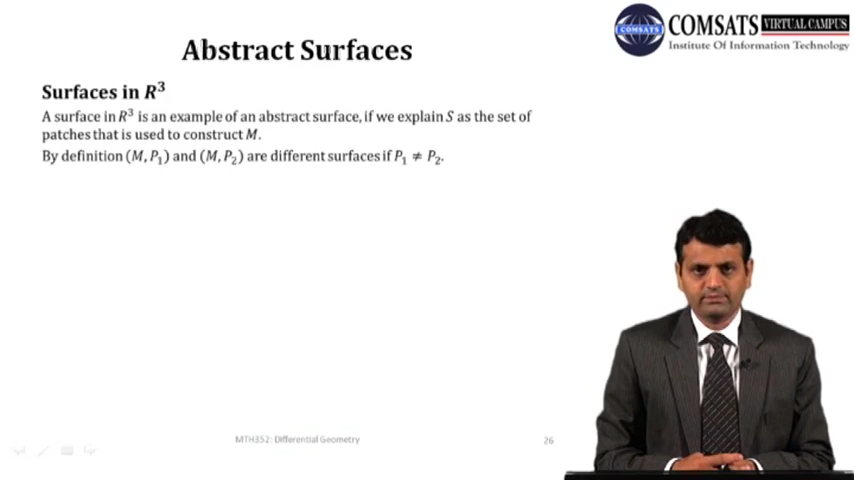 COMSATS
COMSATS VIRTUAL CAMPUS
Institute Of Information Technology
Abstract Surfaces
Surfaces in R³
A surface in R³ is an example of an abstract surface, if we explain S as the set of
patches that is used to construct M.
By definition (M, P₁) and (M, P₂) are different surfaces if P₁ ≠ P₂.
MTH352: Differential Geometry
26